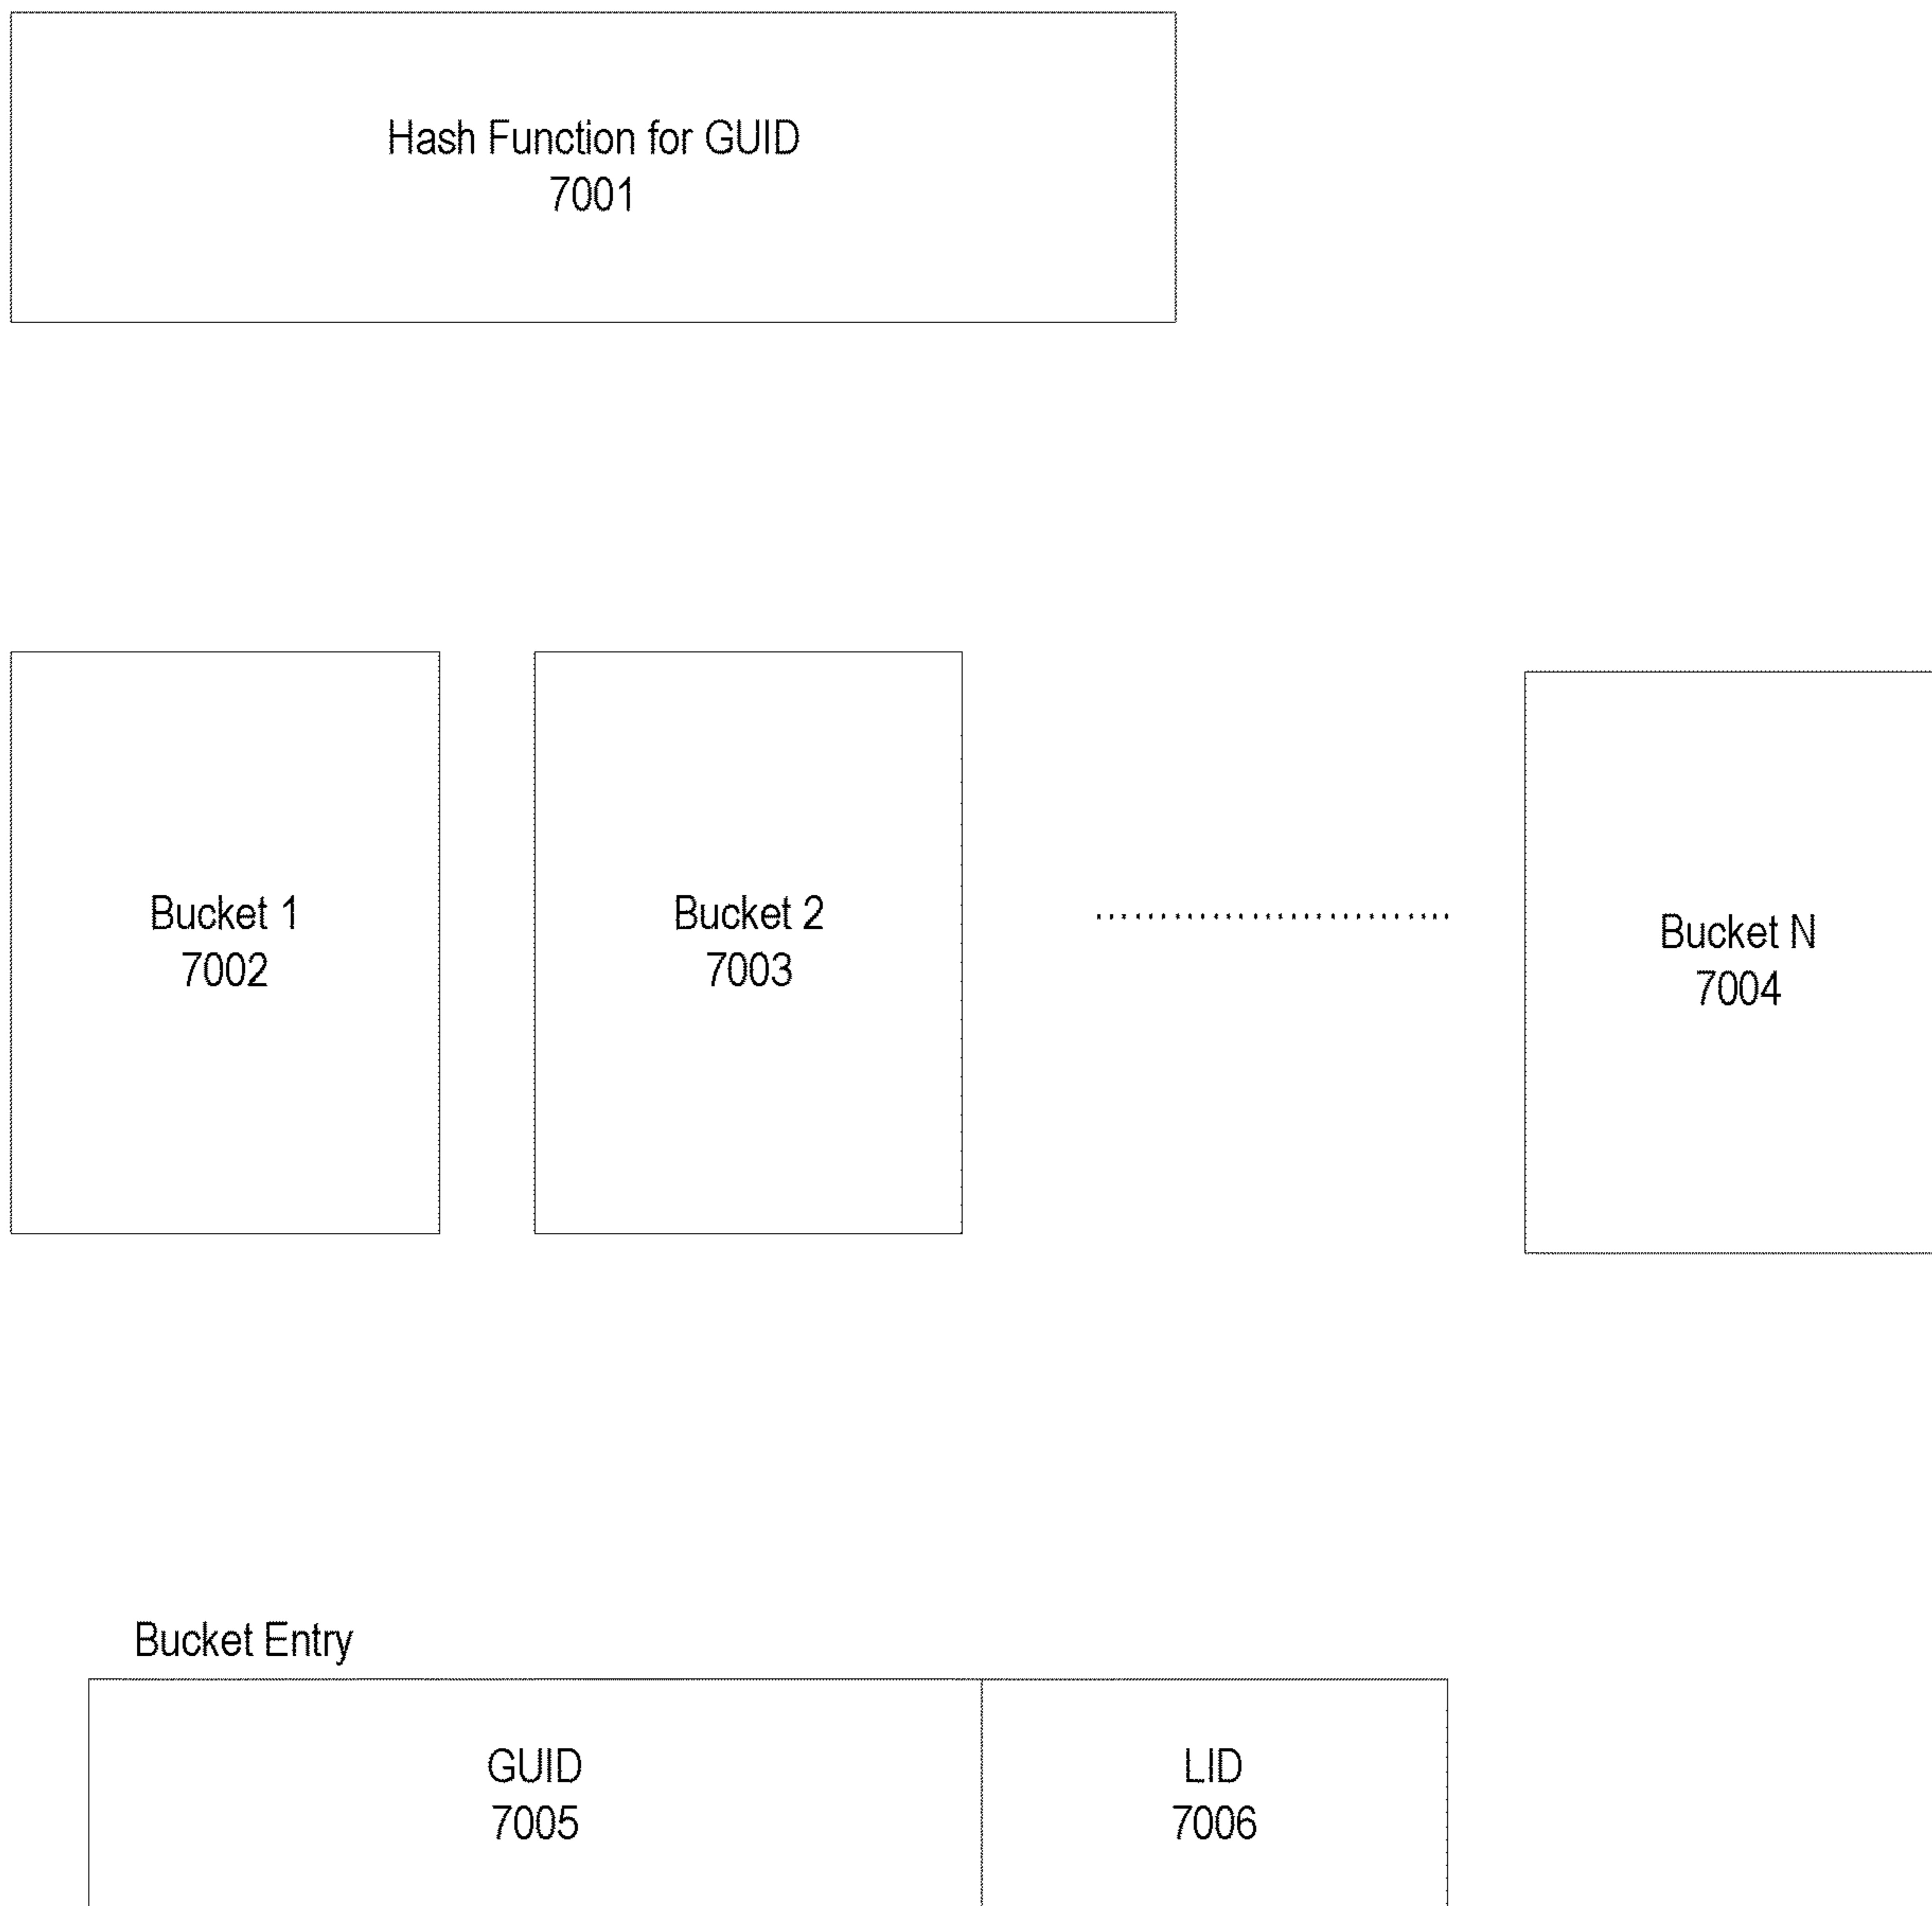 Hash Function for GUID
7001
Bucket 1
7002
Bucket 2
7003
Bucket N
7004
Bucket Entry
GUID
7005
LID
7006